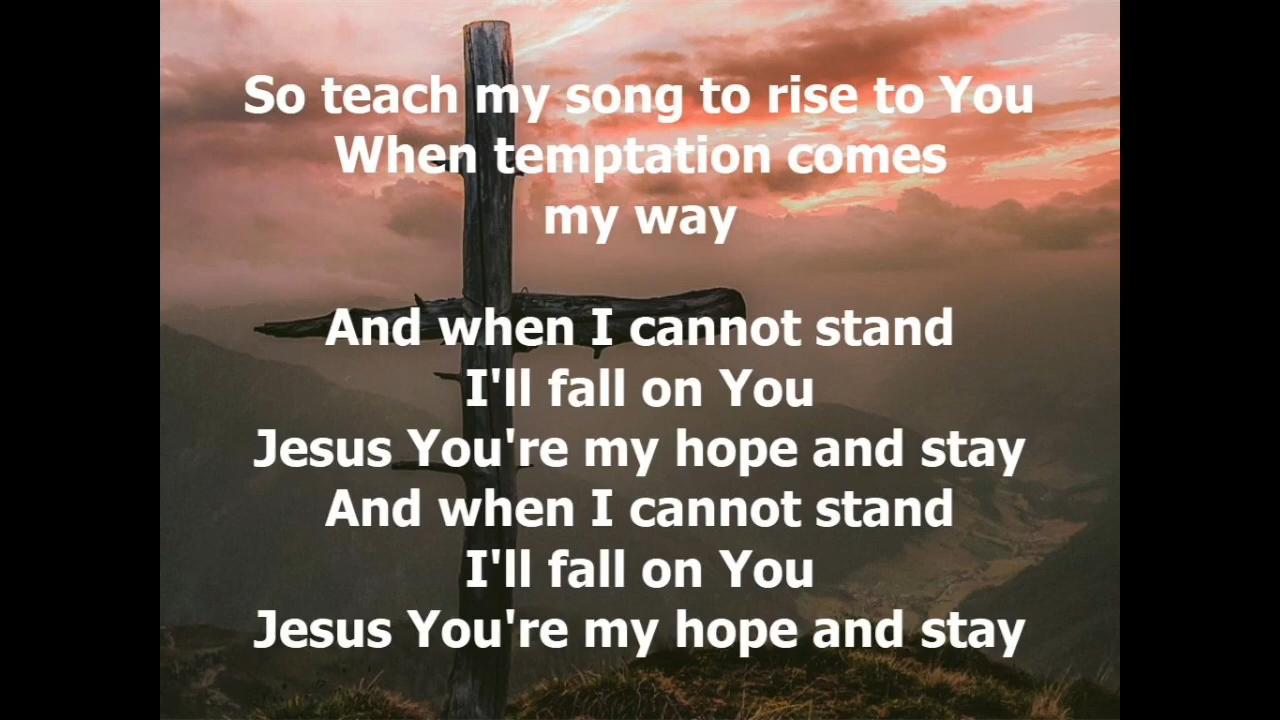 So teach my song to rise to You
When temptation comes
my way
And when I cannot stand
I'll fall on You
Jesus You're my hope and stay
And when I cannot stand
I'll fall on You
Jesus You're my hope and stay